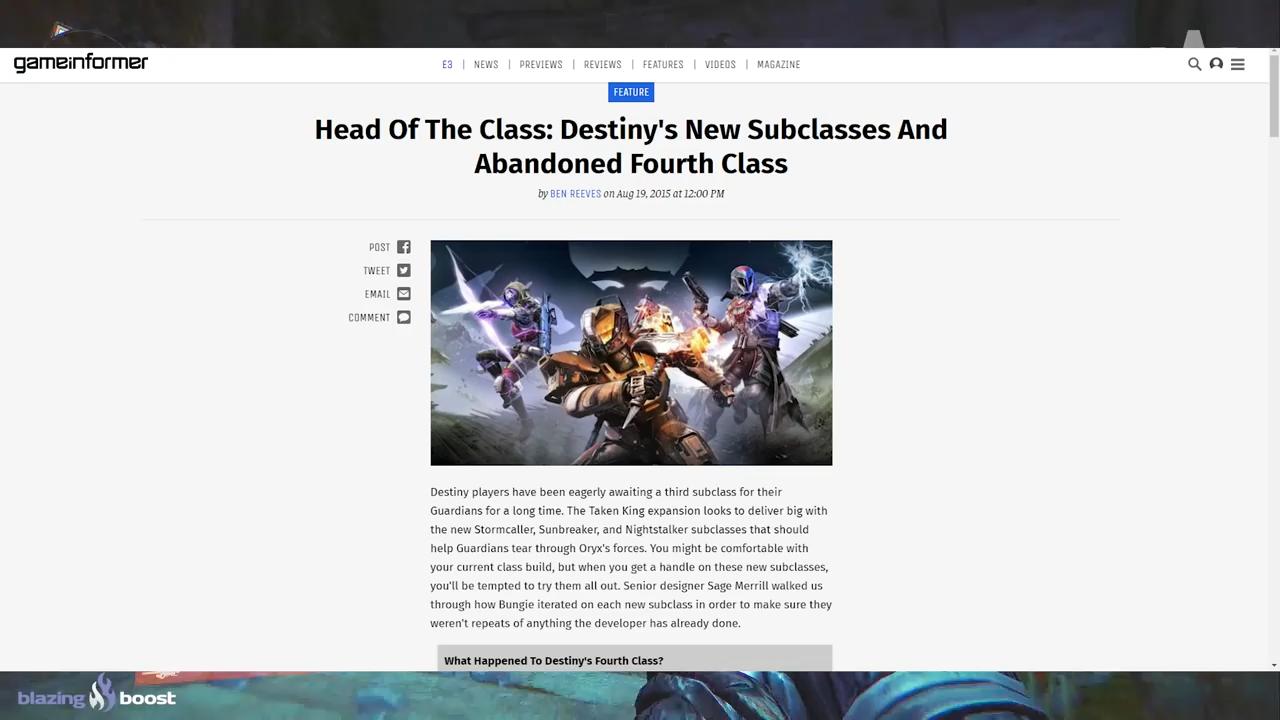 gameinformer
E3 | NEWS | PREVIEWS | REVIEWS | FEATURES | VIDEOS | MAGAZINE
FEATURE
Head Of The Class: Destiny's New Subclasses And
Abandoned Fourth Class
by BEN REEVES on Aug 19, 2015 at 12:00 PM
POST
TWEET
EMAIL
COMMENT
Destiny players have been eagerly awaiting a third subclass for their
Guardians for a long time. The Taken King expansion looks to deliver big with
the new Stormcaller, Sunbreaker, and Nightstalker subclasses that should
help Guardians tear through Oryx's forces. You might be comfortable with
your current class build, but when you get a handle on these new subclasses,
you'll be tempted to try them all out. Senior designer Sage Merrill walked us
through how Bungie iterated on each new subclass in order to make sure they
weren't repeats of anything the developer has already done.
What Happened To Destiny's Fourth Class?
blazing boost